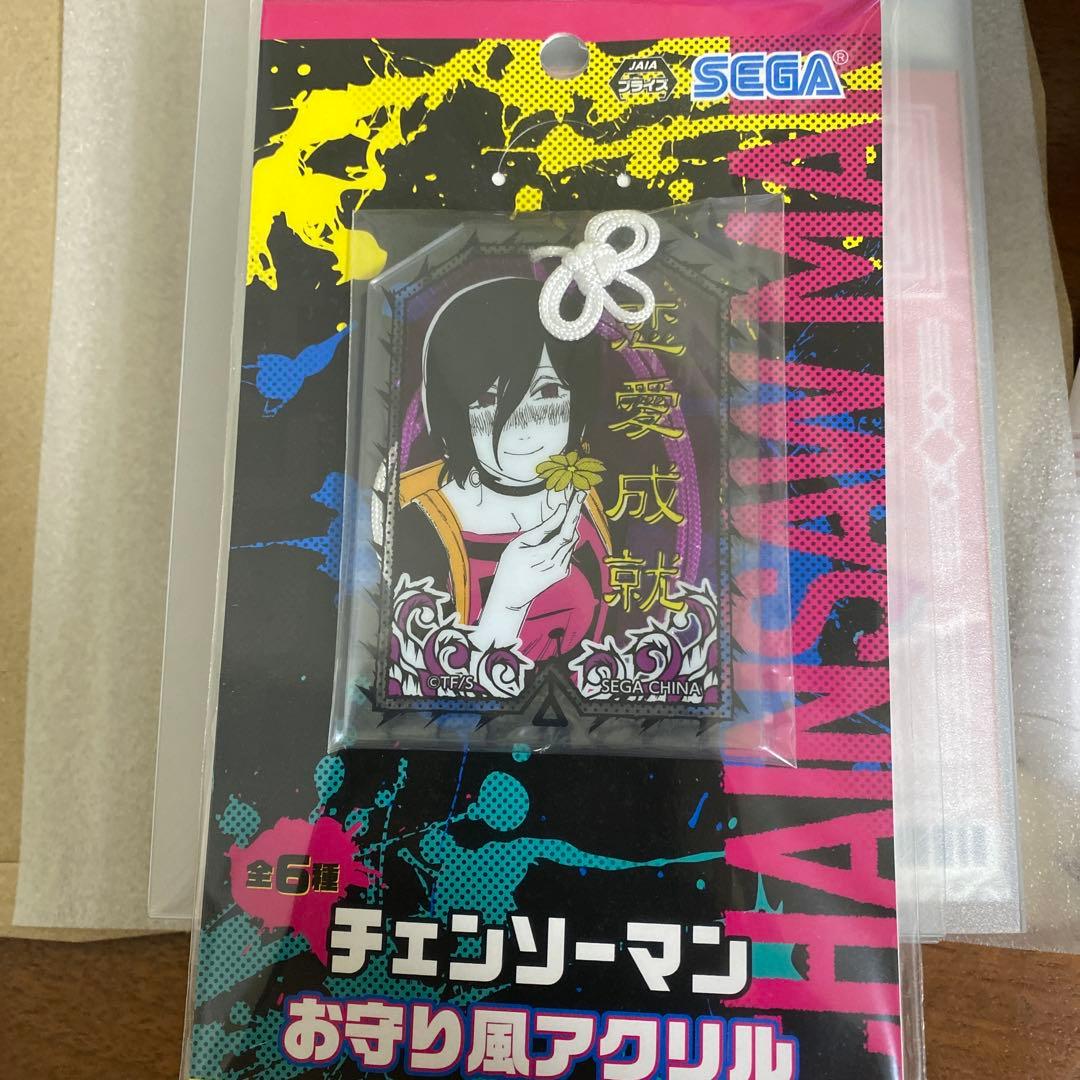 JAIA
プライズ
SEGA®
恋愛成就
©TF/S
SEGA CHINA
CHAINSAW MAN
全6種
チェンソーマン
お守り風アクリル